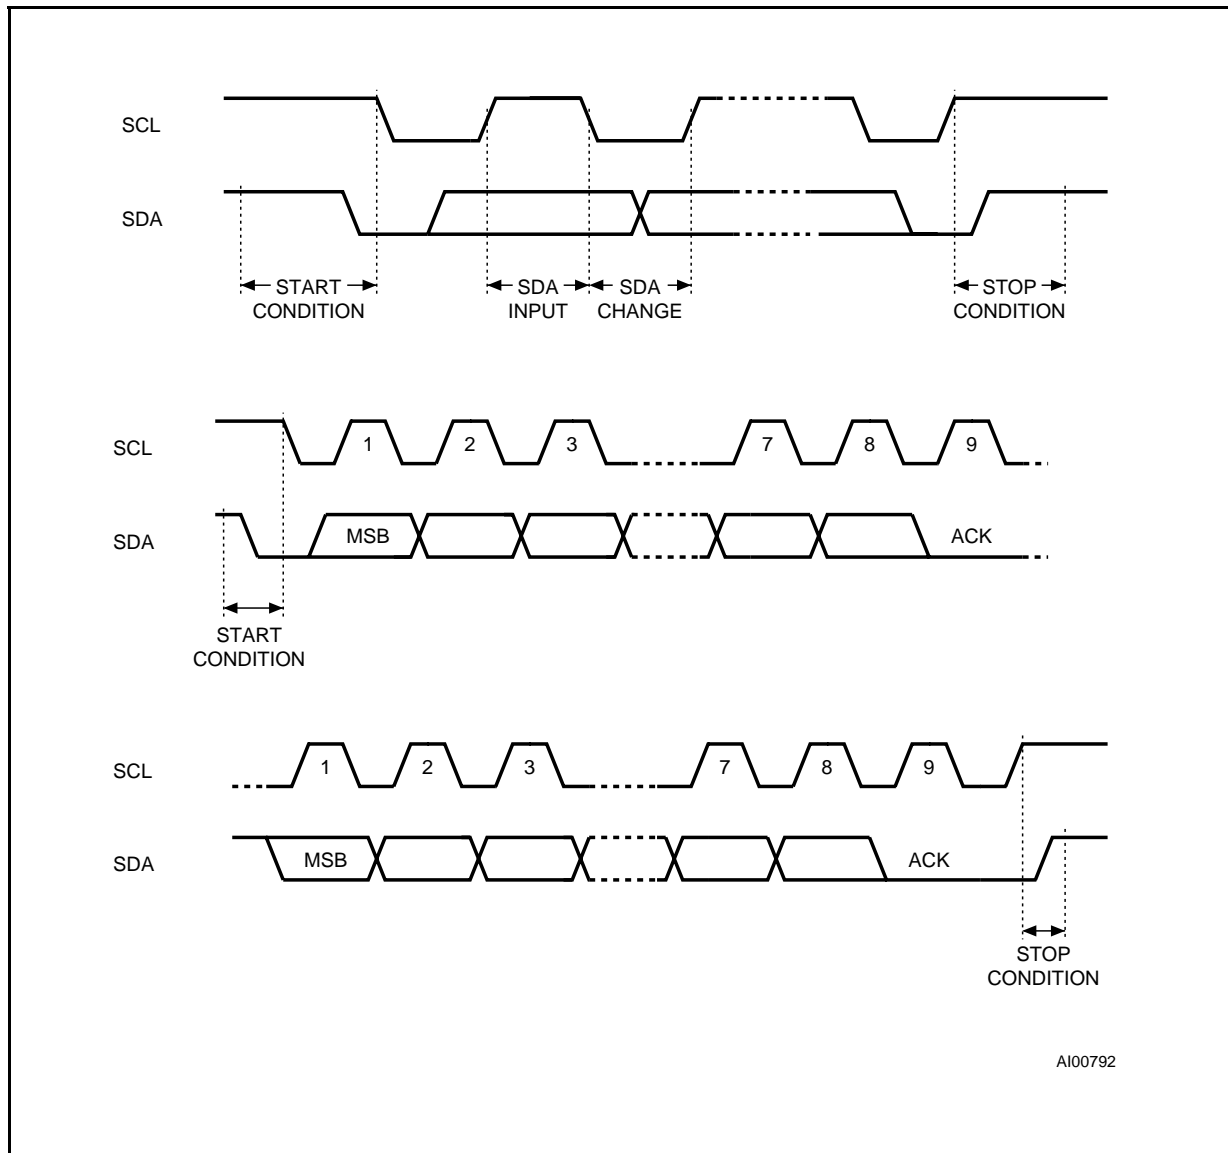 SCL
SDA
START
CONDITION
SDA
INPUT
SDA
CHANGE
STOP
CONDITION
SCL
1 2 3 7 8 9
SDA
MSB
ACK
START
CONDITION
SCL
1 2 3 7 8 9
SDA
MSB
ACK
STOP
CONDITION
AI00792